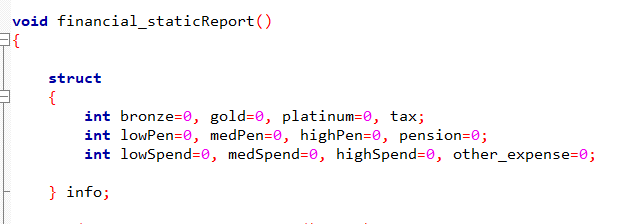 void financial_staticReport()
{
struct
{
int bronze=0, gold=0, platinum=0, tax;
int lowPen=0, medPen=0, highPen=0, pension=0;
int lowSpend=0, medSpend=0, highSpend=0, other_expense=0;
} info;